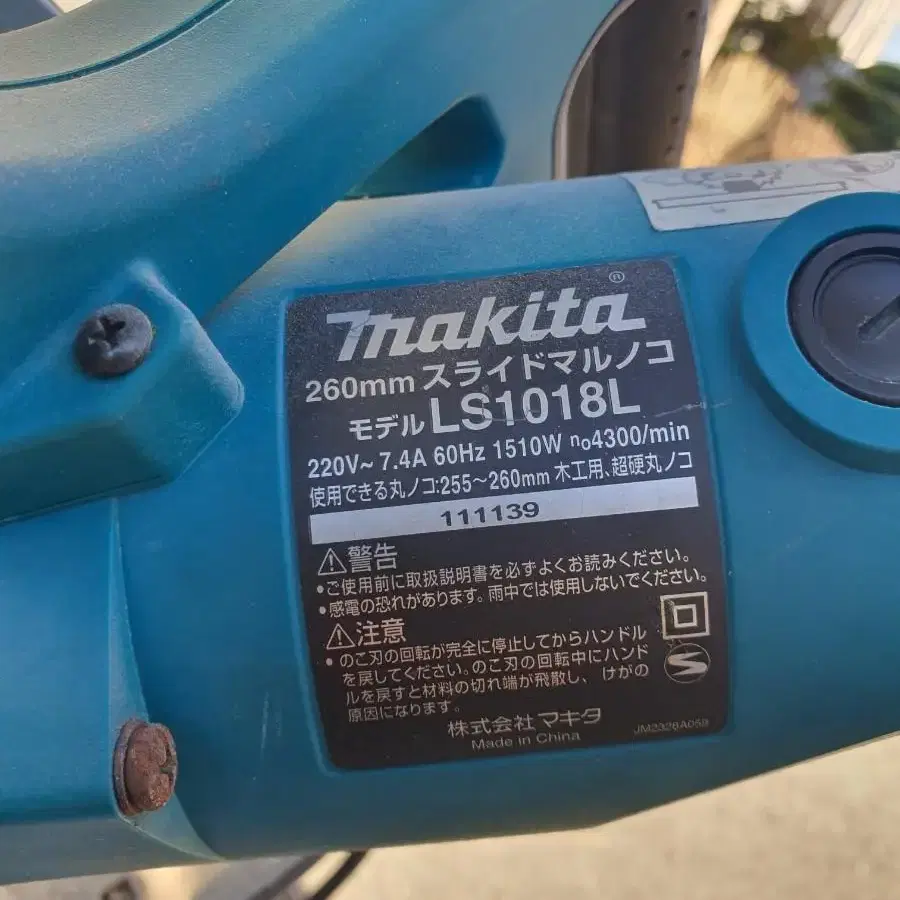 makita®
260mm スライドマルノコ
モデル LS1018L
220V~ 7.4A 60Hz 1510W n₀4300/min
使用できる丸ノコ:255~260mm 木工用、超硬丸ノコ
111139
⚠警告
•ご使用前に取扱説明書を必ずよくお読みください。
•感電の恐れがあります。雨中では使用しないでください。
⚠注意
•のこ刃の回転が完全に停止してからハンドル
を戻してください。のこ刃の回転中にハンド
ルを戻すと材料の切れ端が飛散し、けがの
原因になります。
株式会社 マキタ
Made in China
JM2326A059